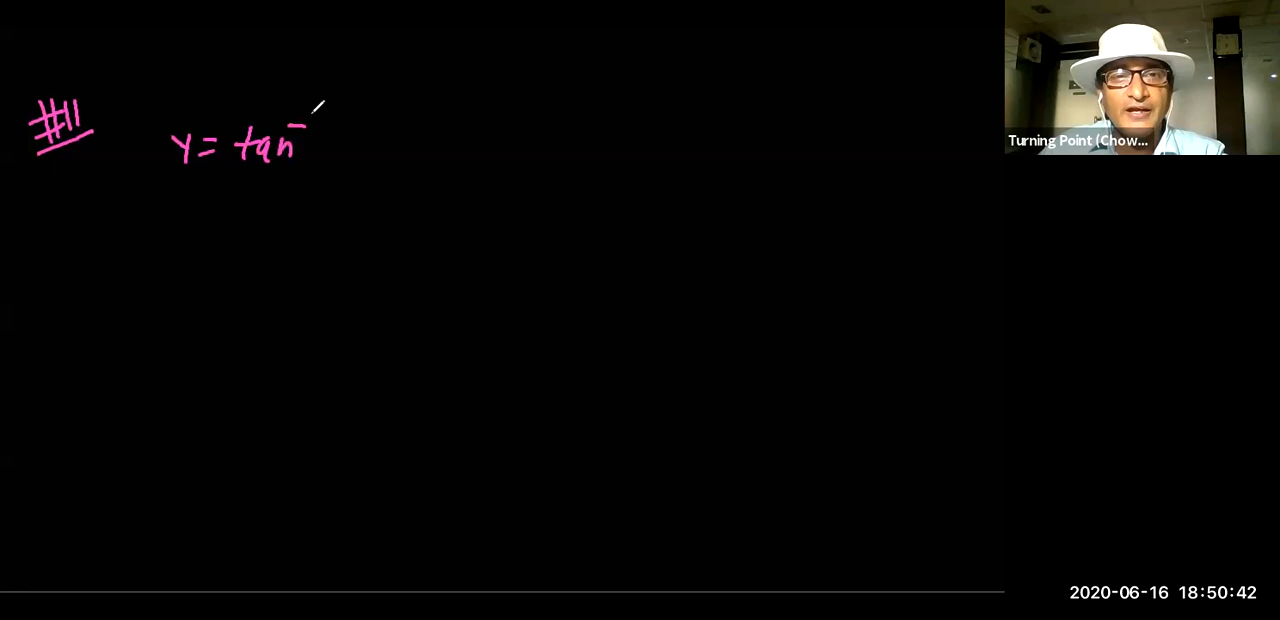 #11 y = tan⁻
Turning Point (Chow...
2020-06-16 18:50:42